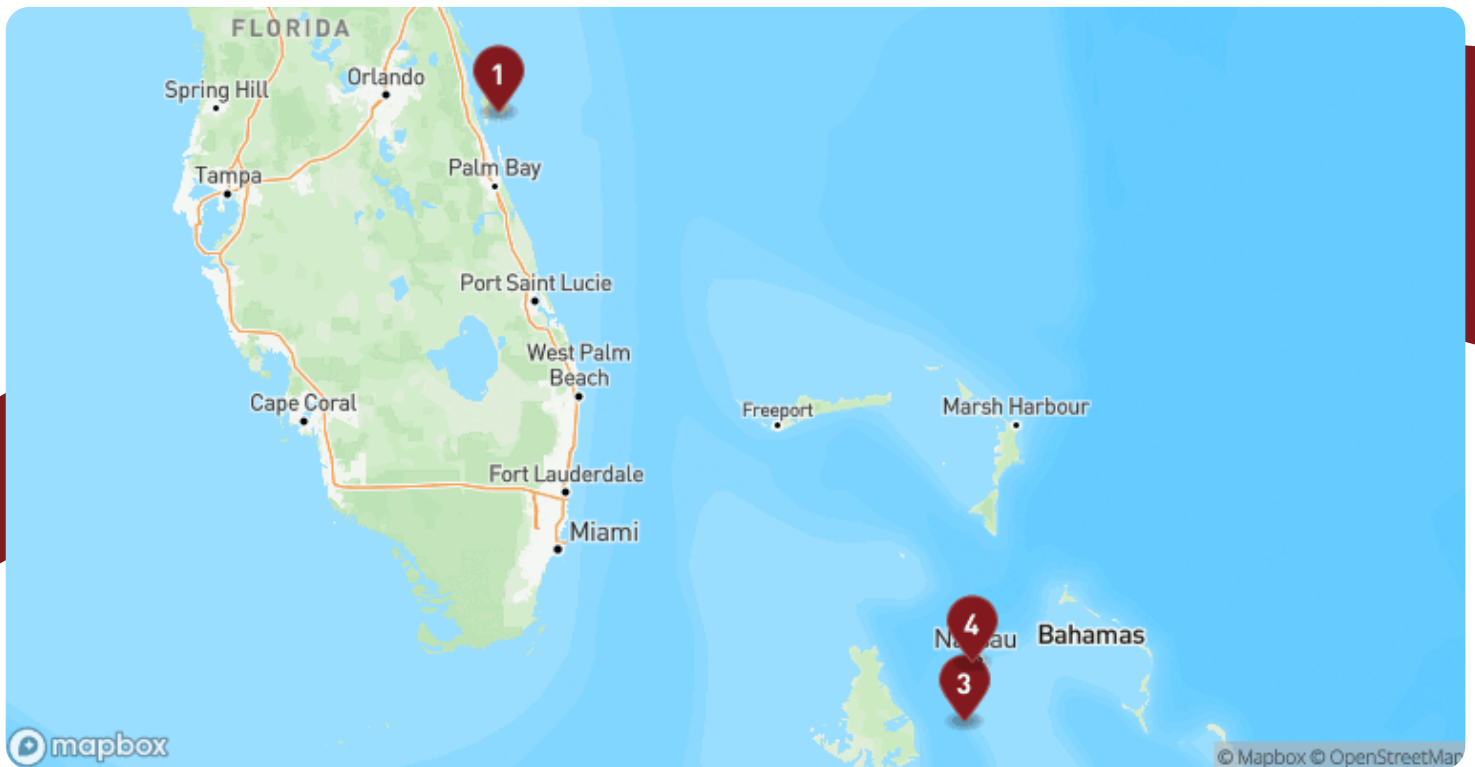 FLORIDA
1
Orlando
Spring Hill
Palm Bay
Tampa
Port Saint Lucie
West Palm
Beach
Cape Coral
Freeport
Marsh Harbour
Fort Lauderdale
Miami
4
Bahamas
3
mapbox
© Mapbox © OpenStreetMap